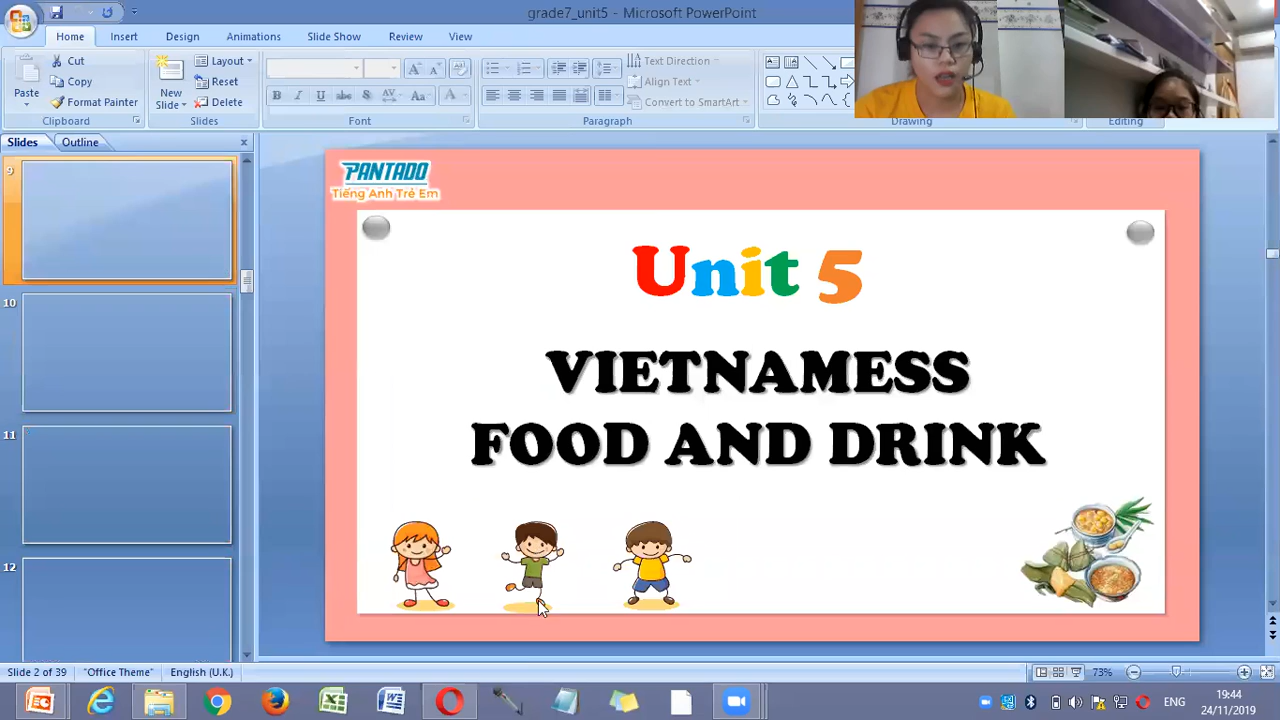 grade7_unit5 - Microsoft PowerPoint
Home Insert Design Animations Slide Show Review View
Cut
Copy
Format Painter
Paste
Clipboard
New
Slide
Layout
Reset
Delete
Slides
B I U abe S AV Aa A
Font
Text Direction
Align Text
Convert to SmartArt
Paragraph
Drawing
Editing
Slides Outline
9
10
11
12
PANTADO
Tiếng Anh Trẻ Em
Unit 5
VIETNAMESS
FOOD AND DRINK
Slide 2 of 39 "Office Theme" English (U.K.) 73%
ENG
19:44
24/11/2019